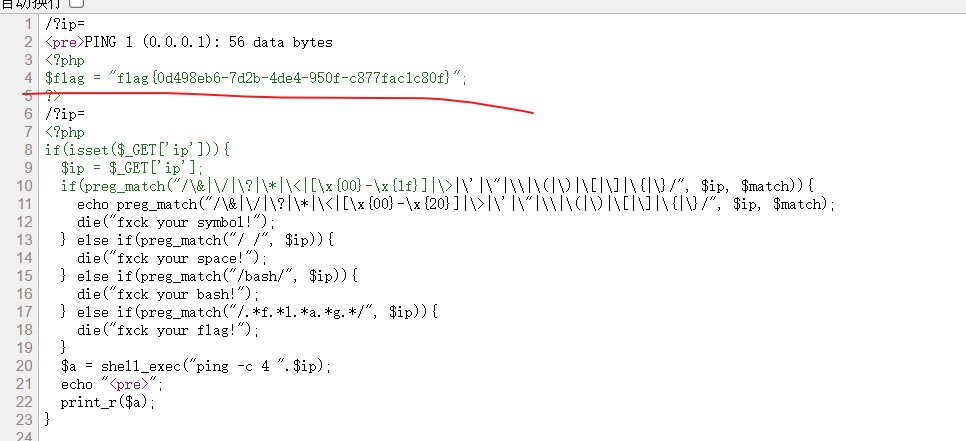 自动换行
1 /?ip=
2 <pre>PING 1 (0.0.0.1): 56 data bytes
3 <?php
4 $flag = "flag{0d498eb6-7d2b-4de4-950f-c877fac1c80f}";
5 ?>
6 /?ip=
7 <?php
8 if(isset($_GET['ip'])){
9   $ip = $_GET['ip'];
10   if(preg_match("/\&|\/|\?|\*|\<|[\x{00}-\x{1f}]|\>|\'|\"|\\|\(|\)|\[|\]|\{|\}/", $ip, $match)){
11     echo preg_match("/\&|\/|\?|\*|\<|[\x{00}-\x{20}]|\>|\'|\"|\\|\(|\)|\[|\]|\{|\}/", $ip, $match);
12     die("fxck your symbol!");
13   } else if(preg_match("/ /", $ip)){
14     die("fxck your space!");
15   } else if(preg_match("/bash/", $ip)){
16     die("fxck your bash!");
17   } else if(preg_match("/.*f.*l.*a.*g.*/", $ip)){
18     die("fxck your flag!");
19   }
20   $a = shell_exec("ping -c 4 ".$ip);
21   echo "<pre>";
22   print_r($a);
23 }
24